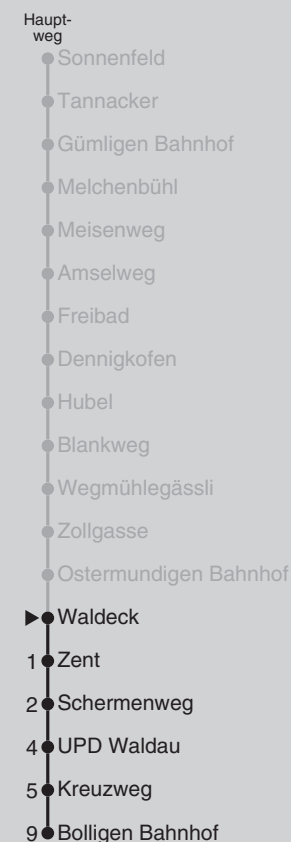 Haupt-
weg
Sonnenfeld
Tannacker
Gümligen Bahnhof
Melchenbühl
Meisenweg
Amselweg
Freibad
Dennigkofen
Hubel
Blankweg
Wegmühlegässli
Zollgasse
Ostermundigen Bahnhof
Waldeck
1 Zent
2 Schermenweg
4 UPD Waldau
5 Kreuzweg
9 Bolligen Bahnhof